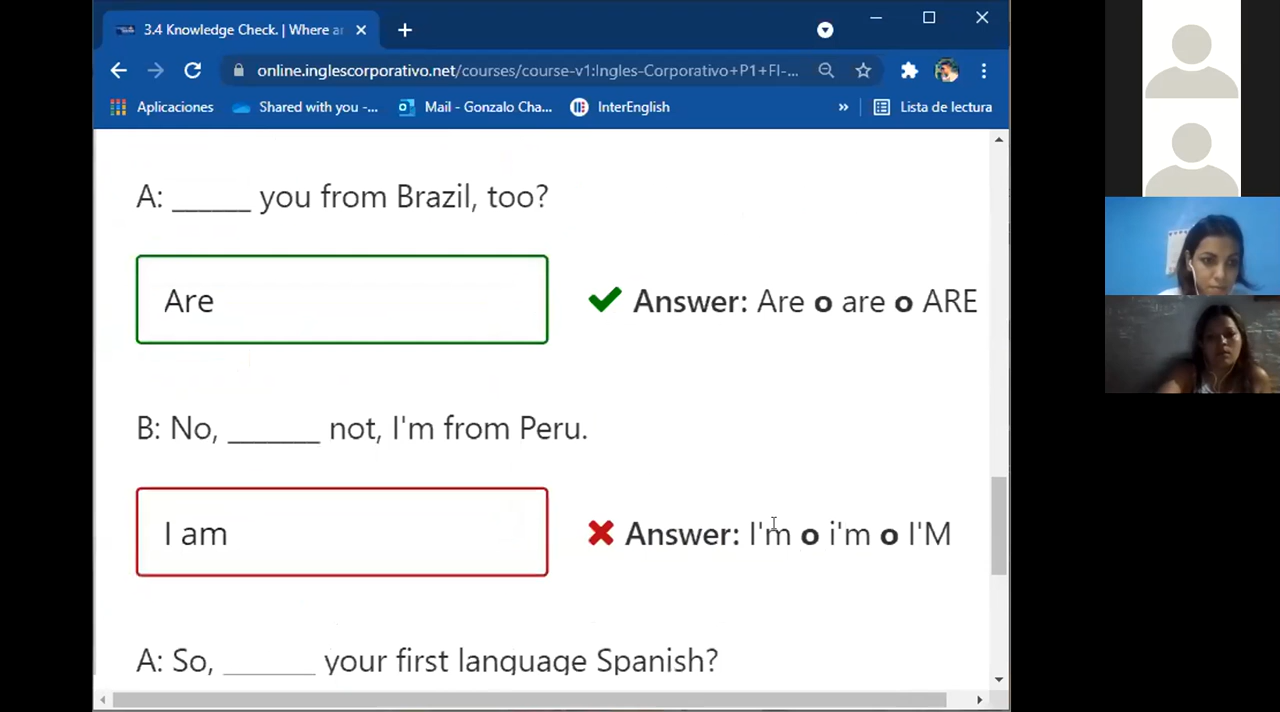 3.4 Knowledge Check. | Where ar
online.inglescorporativo.net/courses/course-v1:Ingles-Corporativo+P1+FI-...
Aplicaciones Shared with you -... Mail - Gonzalo Cha... InterEnglish » Lista de lectura
A: ______ you from Brazil, too?
Are Answer: Are o are o ARE
B: No, _______ not, I'm from Peru.
I am Answer: I'm o i'm o I'M
A: So, _______ your first language Spanish?